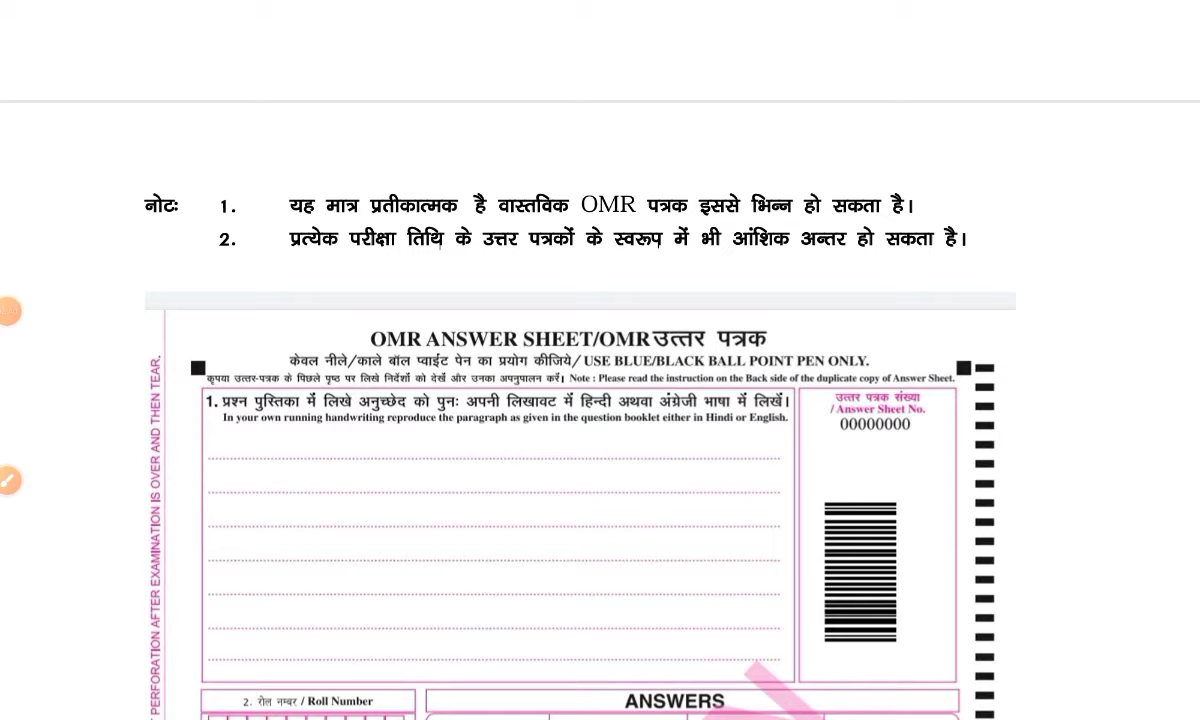 नोटः 1. यह मात्र प्रतीकात्मक है वास्तविक OMR पत्रक इससे भिन्न हो सकता है।
2. प्रत्येक परीक्षा तिथि के उत्तर पत्रकों के स्वरूप में भी आंशिक अन्तर हो सकता है।
OMR ANSWER SHEET/OMR उत्तर पत्रक
केवल नीले/काले बॉल प्वाईट पेन का प्रयोग कीजिये/ USE BLUE/BLACK BALL POINT PEN ONLY.
कृपया उत्तर-पत्रक के पिछले पृष्ठ पर लिखे निर्देशों को देखें और उनका अपनुपालन करें। Note : Please read the instruction on the Back side of the duplicate copy of Answer Sheet.
1. प्रश्न पुस्तिका में लिखे अनुच्छेद को पुनः अपनी लिखावट में हिन्दी अथवा अंग्रेजी भाषा में लिखें।
In your own running handwriting reproduce the paragraph as given in the question booklet either in Hindi or English.
उत्तर पत्रक संख्या
/ Answer Sheet No.
00000000
PERFORATION AFTER EXAMINATION IS OVER AND THEN TEAR.
2. रोल नम्बर / Roll Number
ANSWERS